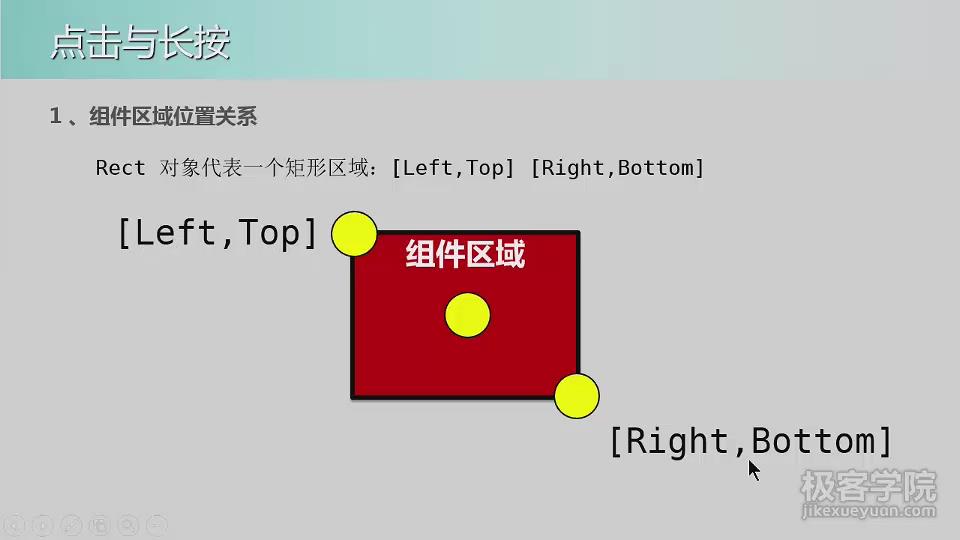 点击与长按
1、组件区域位置关系
Rect 对象代表一个矩形区域：[Left,Top] [Right,Bottom]
[Left,Top]
组件区域
[Right,Bottom]
极客学院
jikexueyuan.com